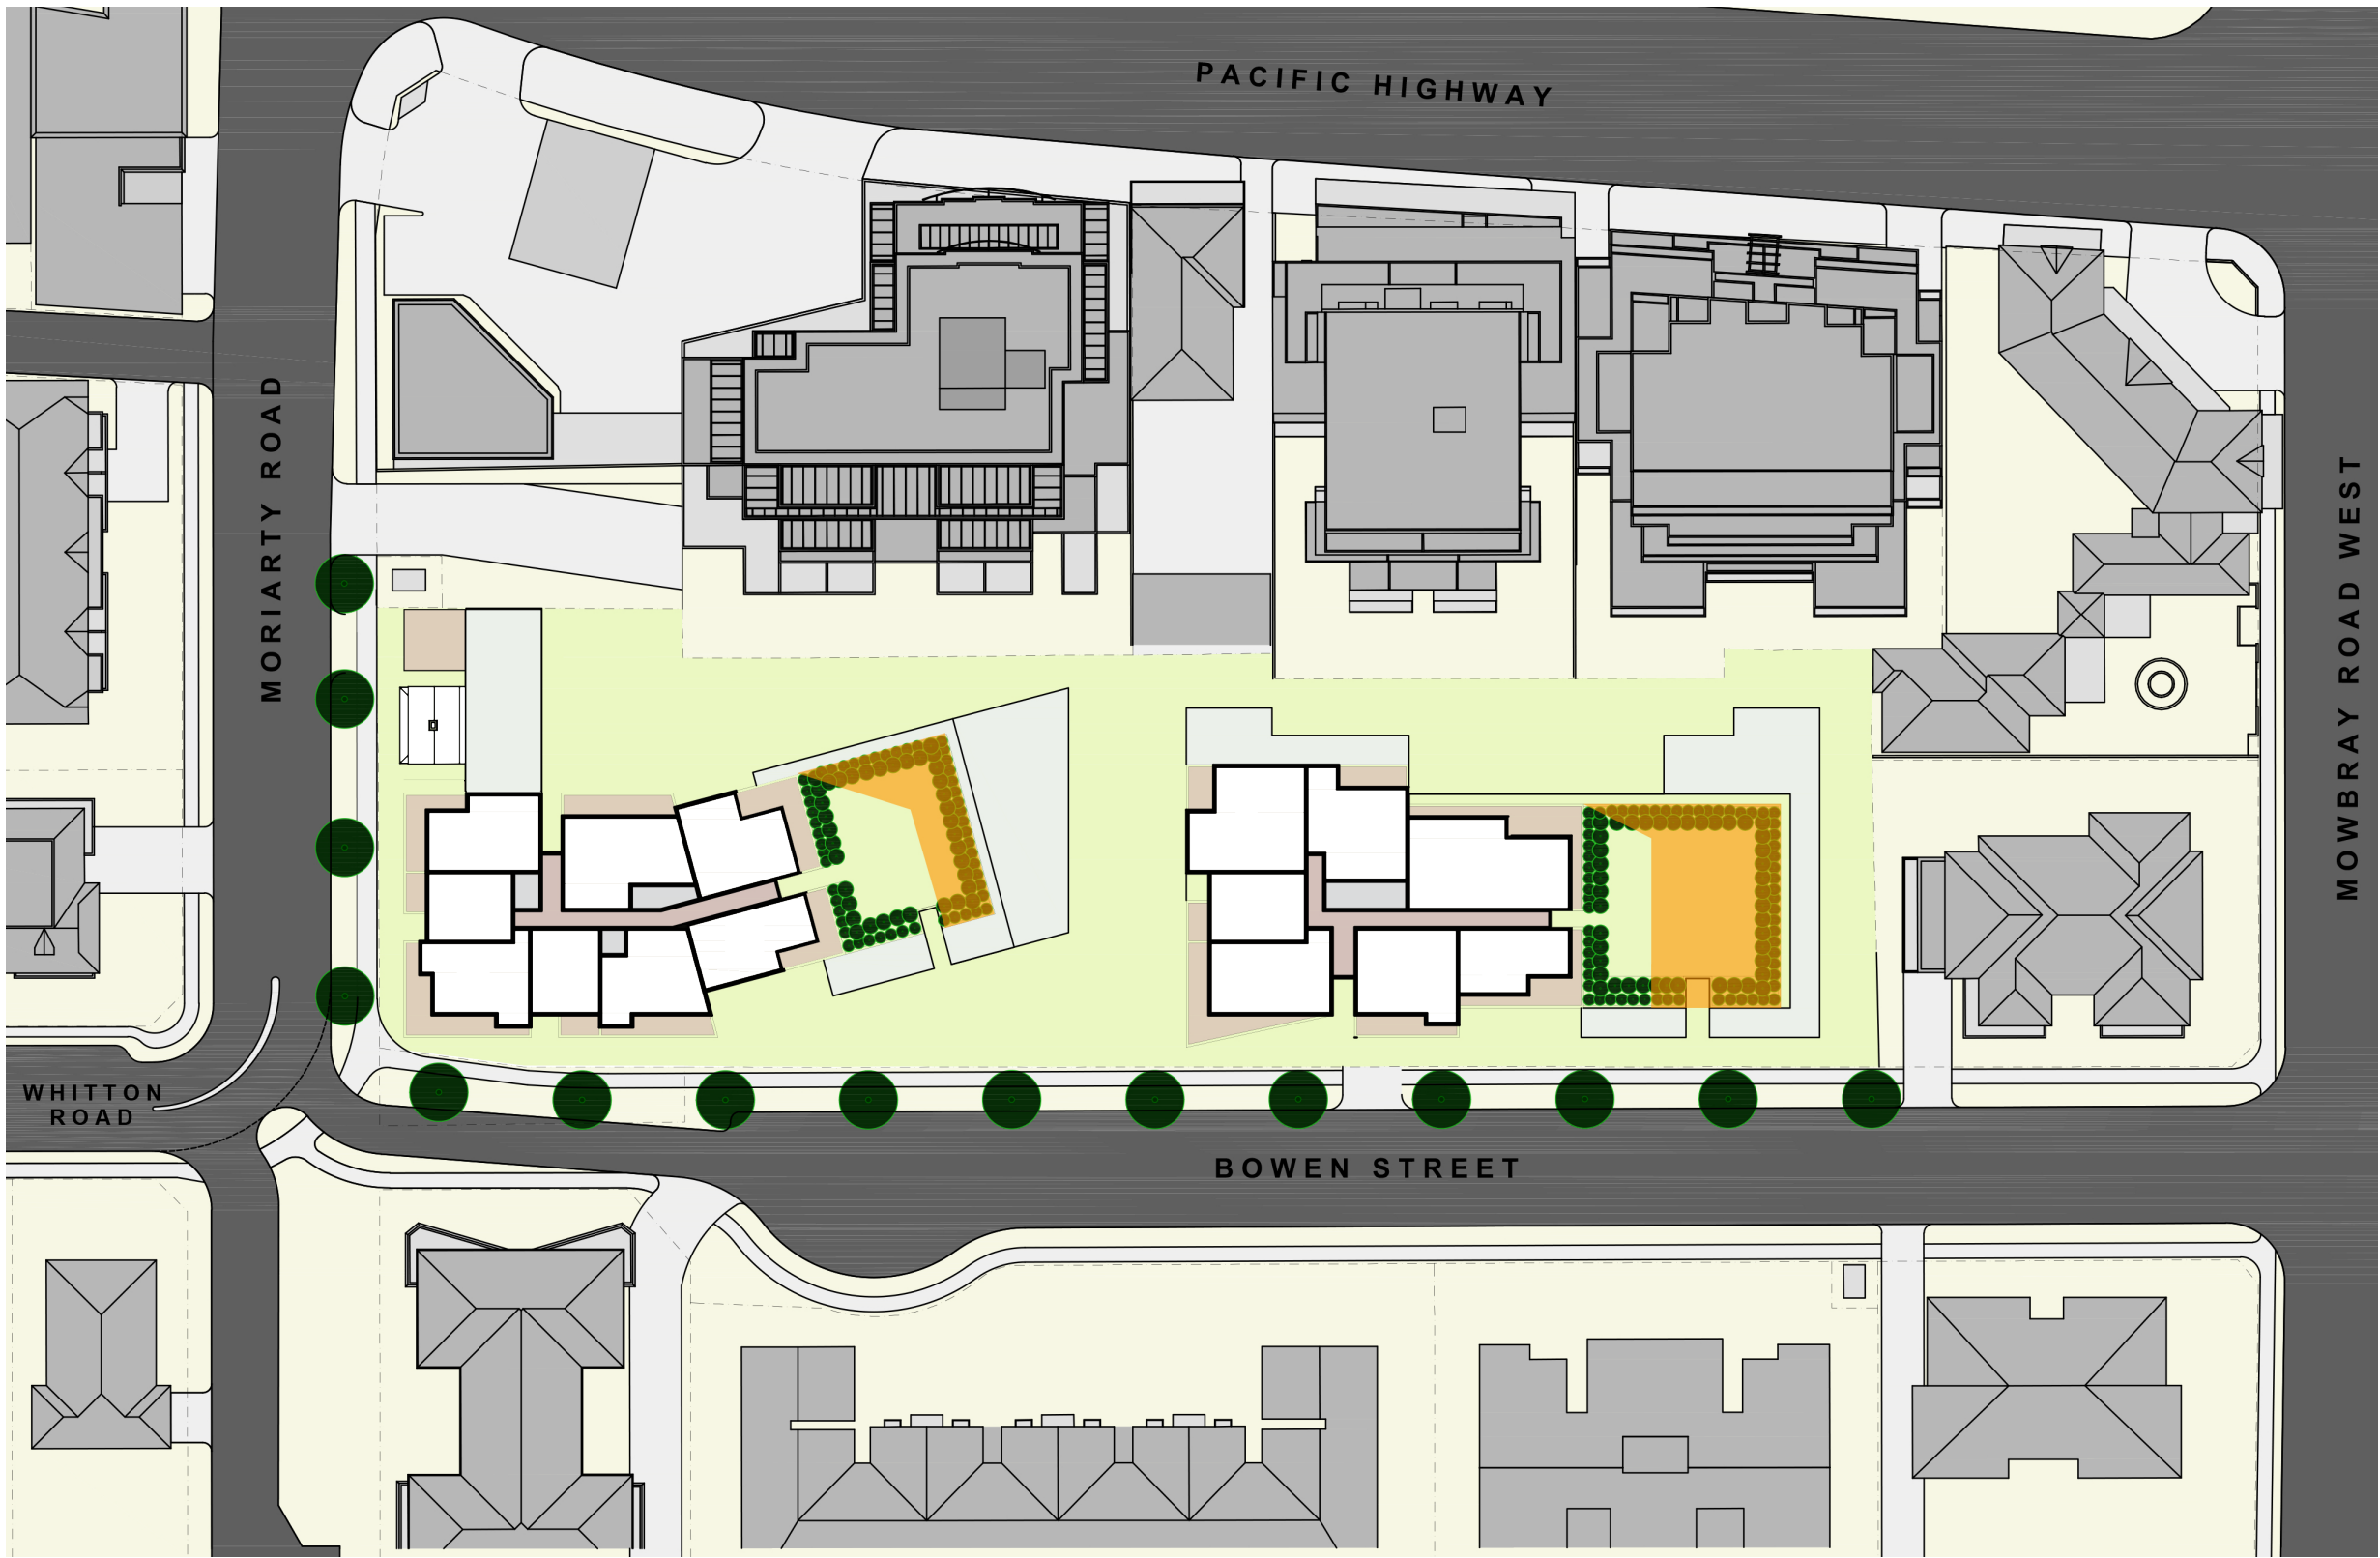 PACIFIC HIGHWAY
MORIARTY ROAD
MOWBRAY ROAD WEST
WHITTON
ROAD
BOWEN STREET